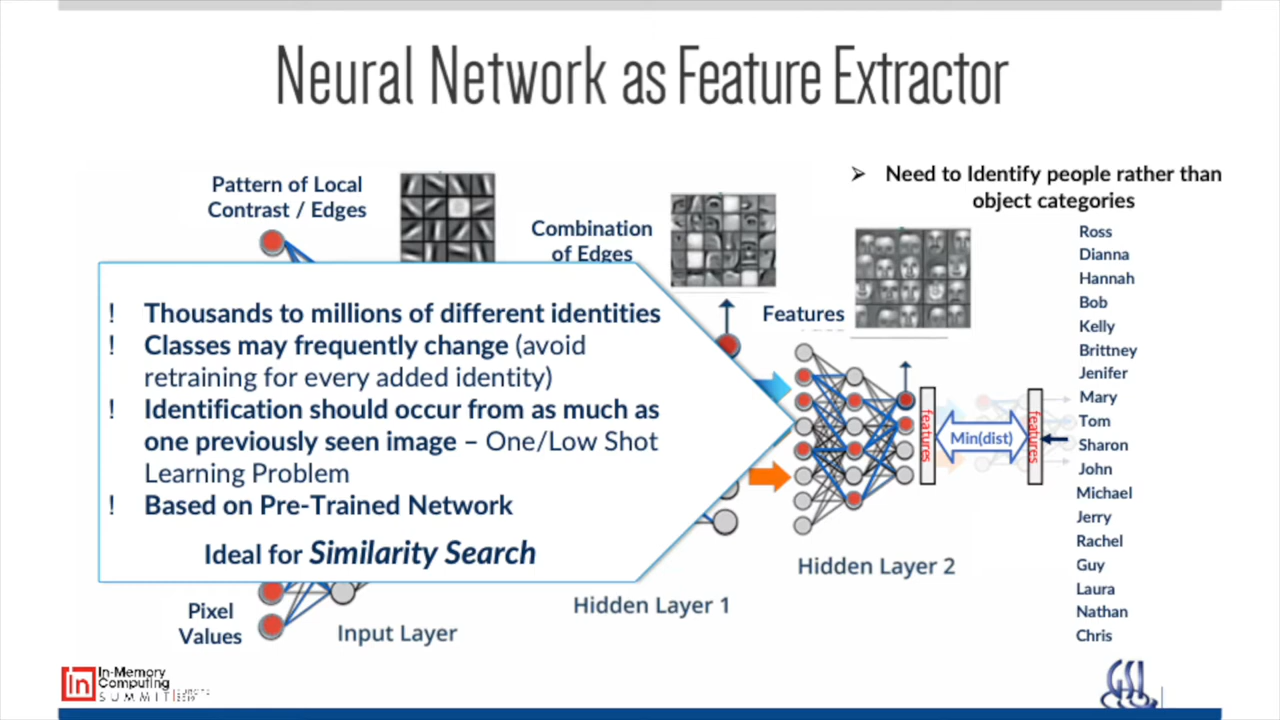 Neural Network as Feature Extractor
Pattern of Local
Contrast / Edges
Combination
of Edges
Features
➢ Need to Identify people rather than
object categories
Ross
Dianna
Hannah
Bob
Kelly
Brittney
Jenifer
Mary
Tom
Sharon
John
Michael
Jerry
Rachel
Guy
Laura
Nathan
Chris
! Thousands to millions of different identities
! Classes may frequently change (avoid
retraining for every added identity)
! Identification should occur from as much as
one previously seen image – One/Low Shot
Learning Problem
! Based on Pre-Trained Network
Ideal for Similarity Search
features
Min(dist)
features
Hidden Layer 2
Hidden Layer 1
Pixel
Values
Input Layer
In-Memory
Computing
SUMMIT
GSI